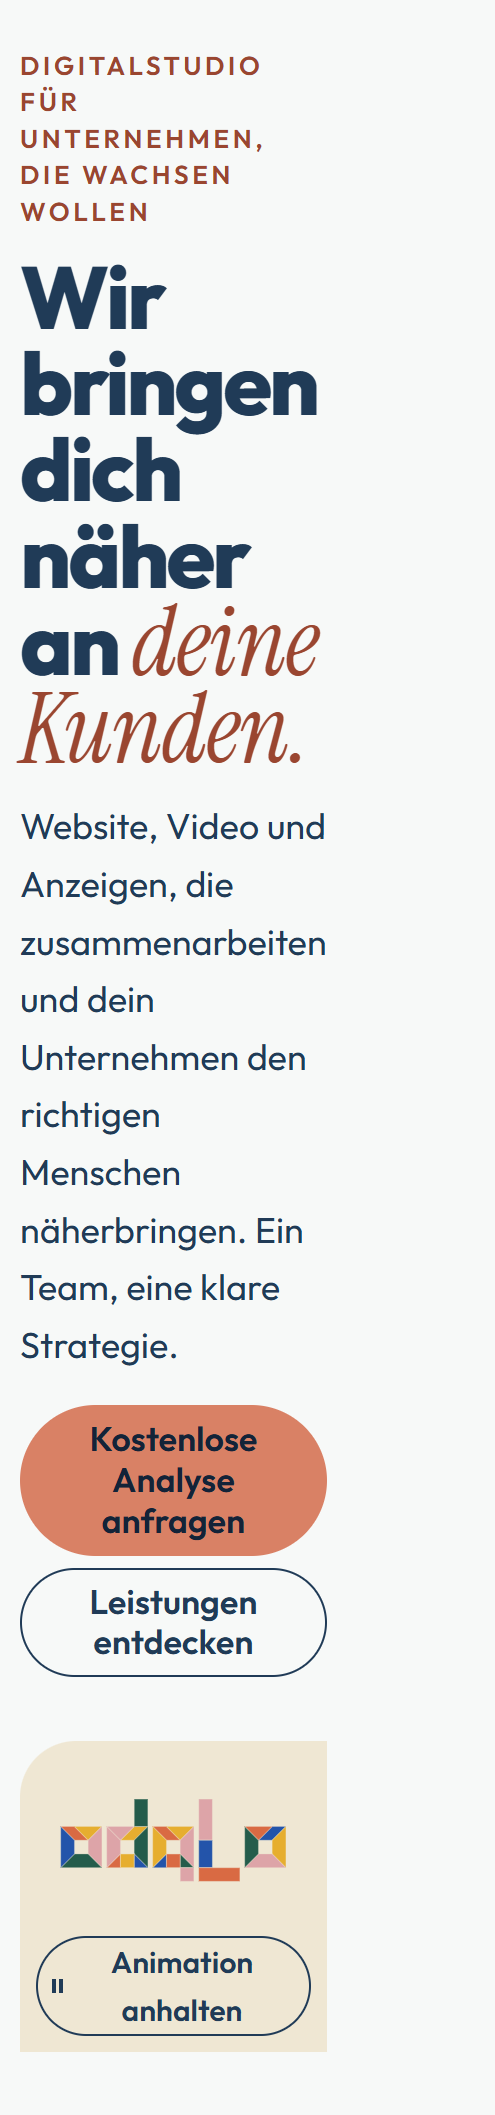 DIGITALSTUDIO
FÜR
UNTERNEHMEN,
DIE WACHSEN
WOLLEN
Wir
bringen
dich
näher
an deine
Kunden.
Website, Video und
Anzeigen, die
zusammenarbeiten
und dein
Unternehmen den
richtigen
Menschen
näherbringen. Ein
Team, eine klare
Strategie.
Kostenlose
Analyse
anfragen
Leistungen
entdecken
Animation
anhalten